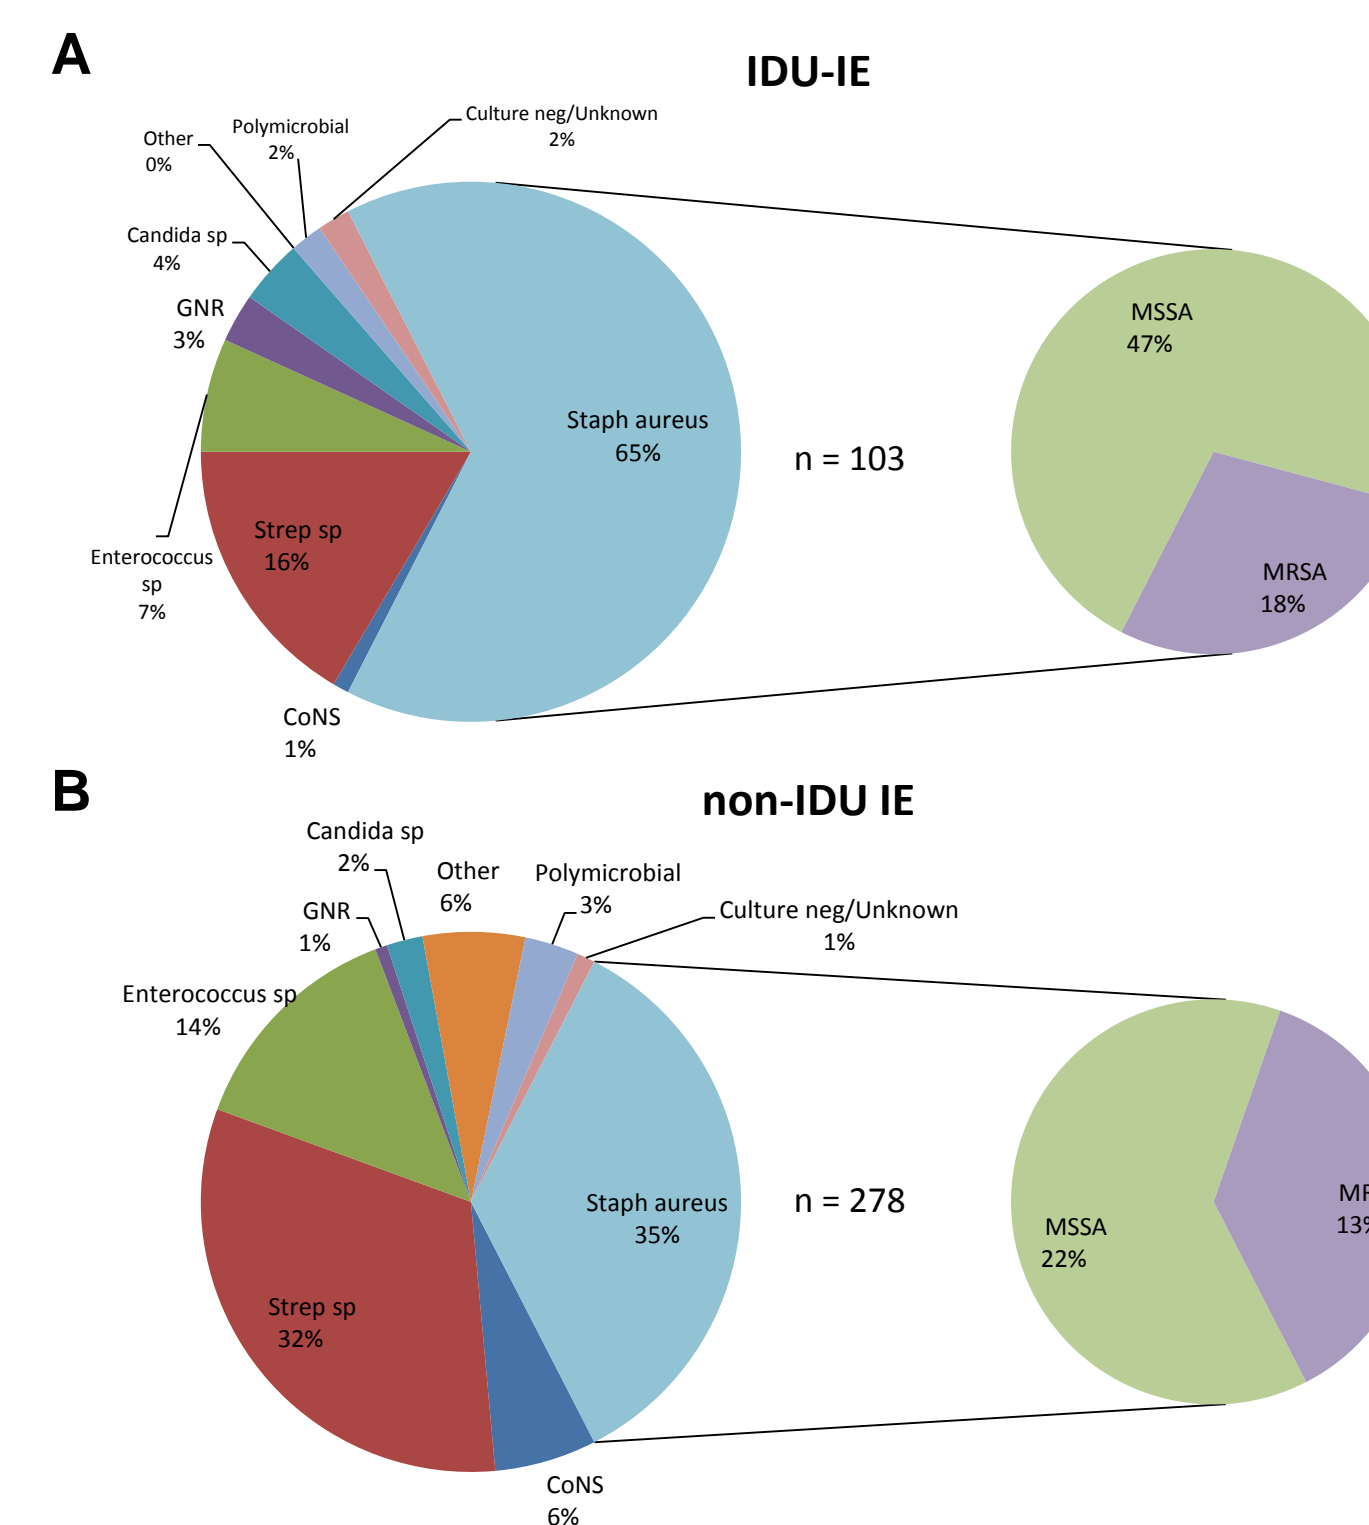 A
IDU-IE
Culture neg/Unknown
2%
Polymicrobial
2%
Other
0%
Candida sp
4%
GNR
3%
MSSA
47%
Staph aureus
65%
n = 103
Strep sp
16%
Enterococcus
sp
7%
MRSA
18%
CoNS
1%
B
non-IDU IE
Candida sp
2%
Other
6%
Polymicrobial
3%
GNR
1%
Culture neg/Unknown
1%
Enterococcus sp
14%
Staph aureus
35%
n = 278
13%
MSSA
22%
Strep sp
32%
CoNS
6%